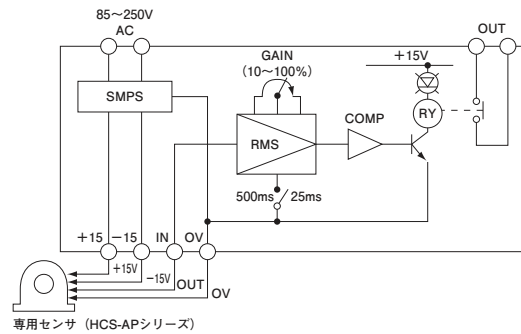 85～250V
AC
OUT
GAIN
(10～100%)
+15V
SMPS
COMP
RY
RMS
500ms
25ms
+15
−15
IN
OV
+15V
−15V
OUT
OV
専用センサ（HCS-APシリーズ）